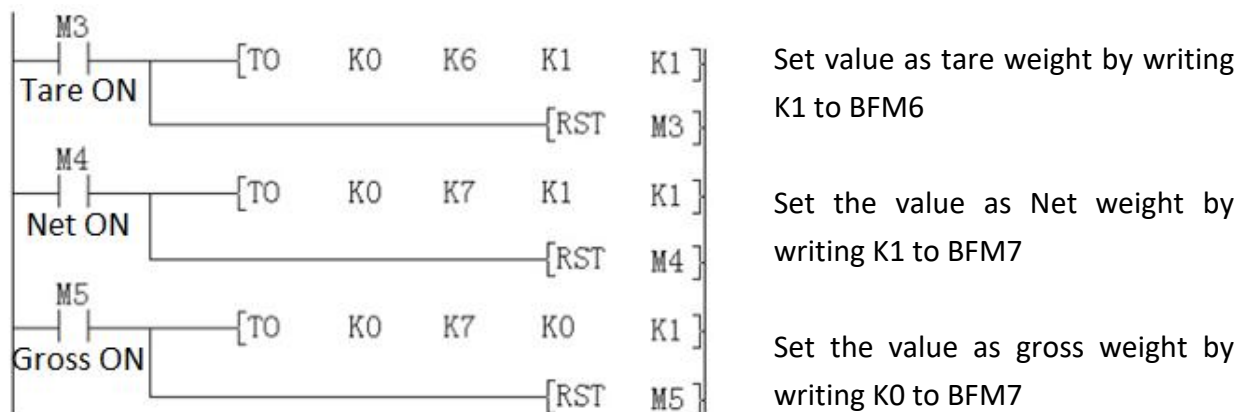 M3
[TO K0 K6 K1 K1]
Tare ON
[RST M3]
Set value as tare weight by writing
K1 to BFM6
M4
[TO K0 K7 K1 K1]
Net ON
[RST M4]
Set the value as Net weight by
writing K1 to BFM7
M5
[TO K0 K7 K0 K1]
Gross ON
[RST M5]
Set the value as gross weight by
writing K0 to BFM7